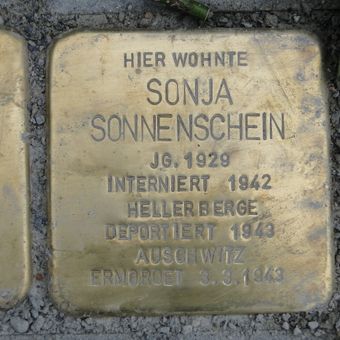 HIER WOHNTE
SONJA
SONNENSCHEIN
JG. 1929
INTERNIERT 1942
HELLERBERGE
DEPORTIERT 1943
AUSCHWITZ
ERMORDET 3.3.1943